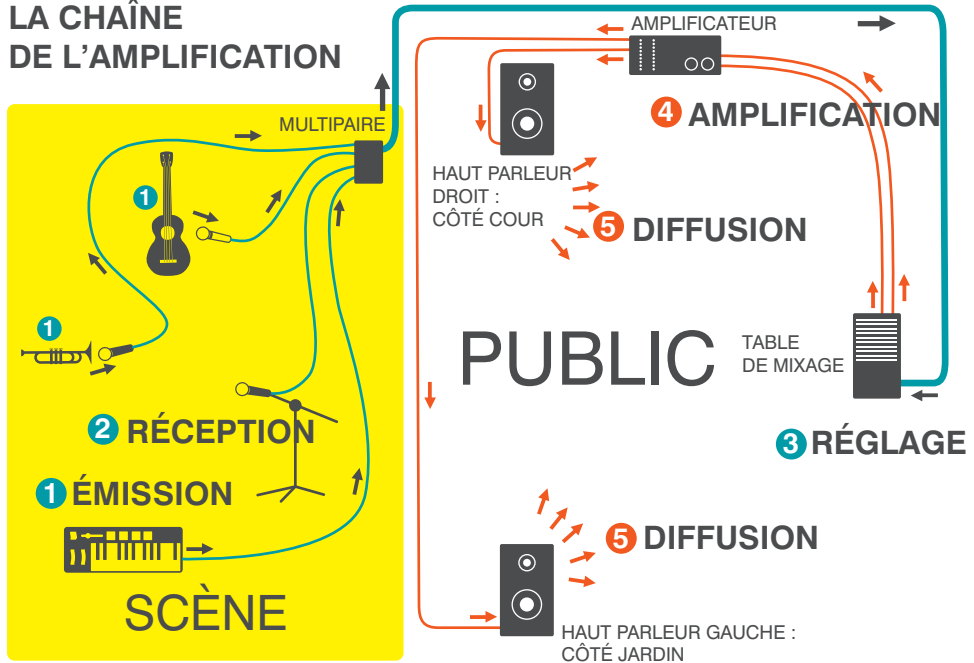 LA CHAÎNE
DE L'AMPLIFICATION
AMPLIFICATEUR
MULTIPAIRE
4 AMPLIFICATION
HAUT PARLEUR
DROIT :
CÔTÉ COUR
5 DIFFUSION
1
1
PUBLIC
TABLE
DE MIXAGE
2 RÉCEPTION
3 RÉGLAGE
1 ÉMISSION
5 DIFFUSION
SCÈNE
HAUT PARLEUR GAUCHE :
CÔTÉ JARDIN